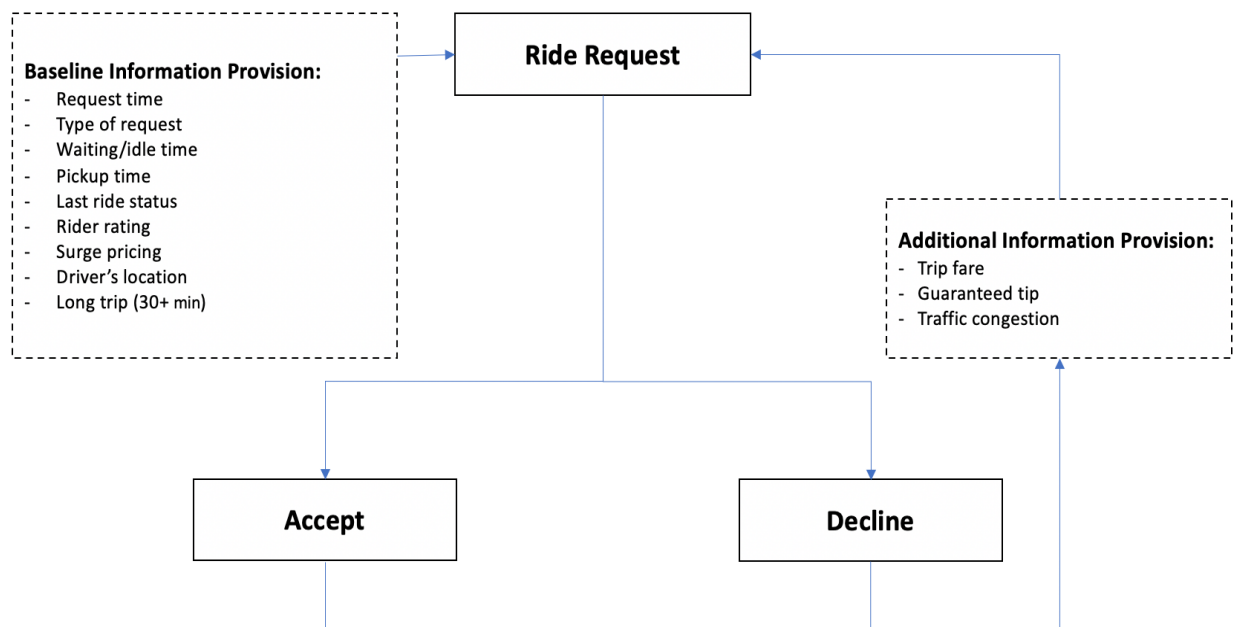 Ride Request
Baseline Information Provision:
- Request time
- Type of request
- Waiting/idle time
- Pickup time
- Last ride status
- Rider rating
- Surge pricing
- Driver's location
- Long trip (30+ min)
Additional Information Provision:
- Trip fare
- Guaranteed tip
- Traffic congestion
Accept
Decline